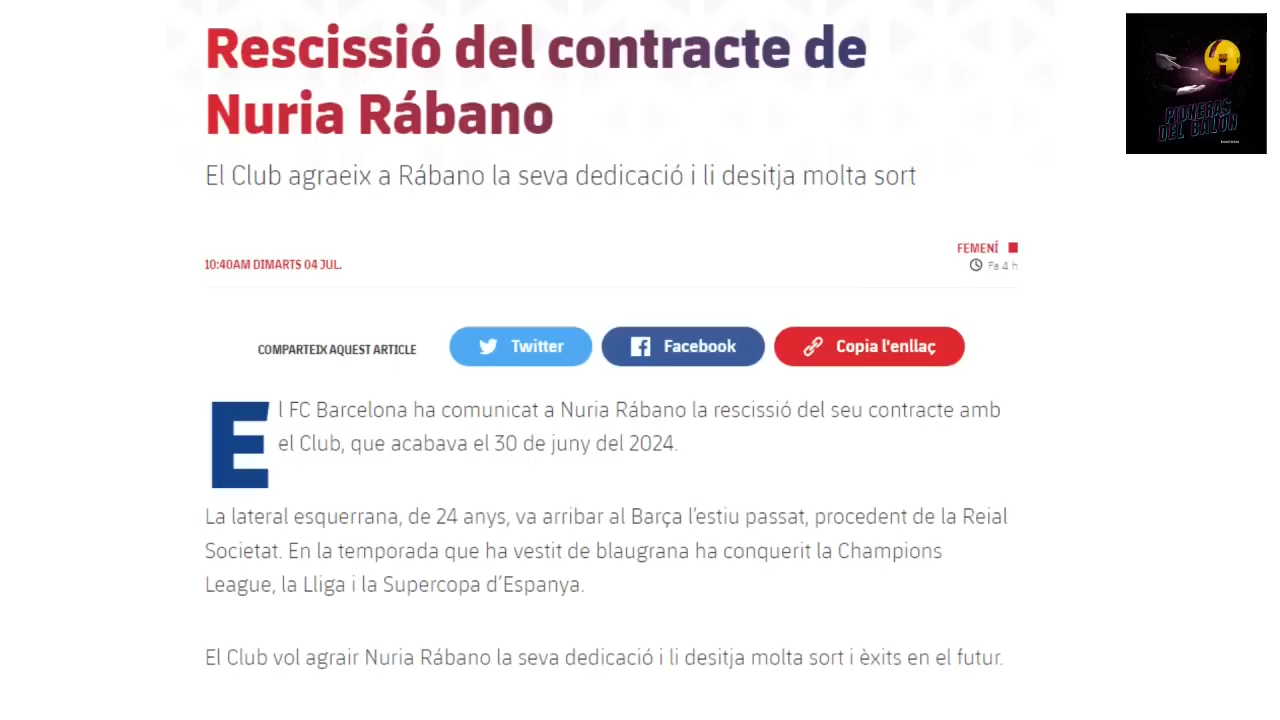 Rescissió del contracte de
Nuria Rábano
El Club agraeix a Rábano la seva dedicació i li desitja molta sort
FEMENÍ
10:40AM DIMARTS 04 JUL.
Fa 4 h
COMPARTEIX AQUEST ARTICLE
Twitter
Facebook
Copia l'enllaç
El FC Barcelona ha comunicat a Nuria Rábano la rescissió del seu contracte amb
el Club, que acabava el 30 de juny del 2024.
La lateral esquerrana, de 24 anys, va arribar al Barça l’estiu passat, procedent de la Reial
Societat. En la temporada que ha vestit de blaugrana ha conquerit la Champions
League, la Lliga i la Supercopa d’Espanya.
El Club vol agrair Nuria Rábano la seva dedicació i li desitja molta sort i èxits en el futur.
PIONERAS
DEL BALON